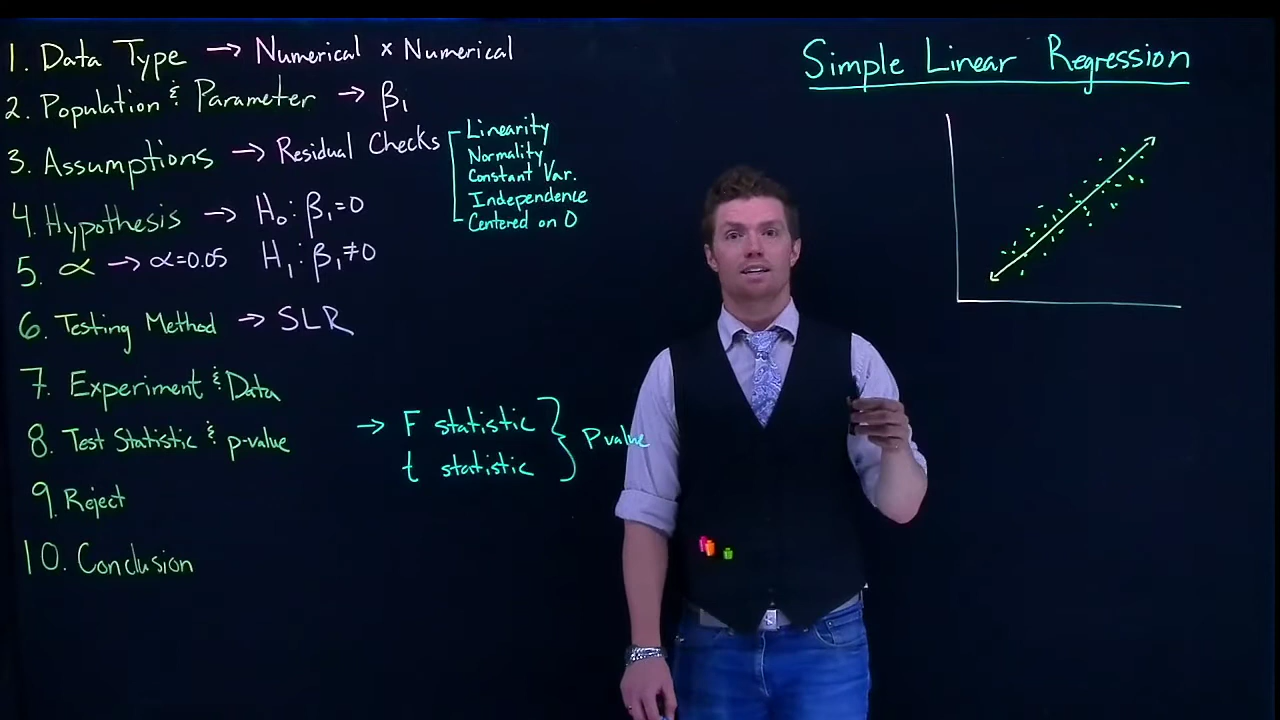 1. Data Type → Numerical x Numerical
2. Population & Parameter → β₁
3. Assumptions → Residual Checks
Linearity
Normality
Constant Var.
Independence
Centered on 0
4. Hypothesis → H₀: β₁=0
H₁: β₁≠0
5. α → α=0.05
6. Testing Method → SLR
7. Experiment & Data
8. Test Statistic & p-value
→ F statistic
t statistic
P value
9. Reject
10. Conclusion
Simple Linear Regression